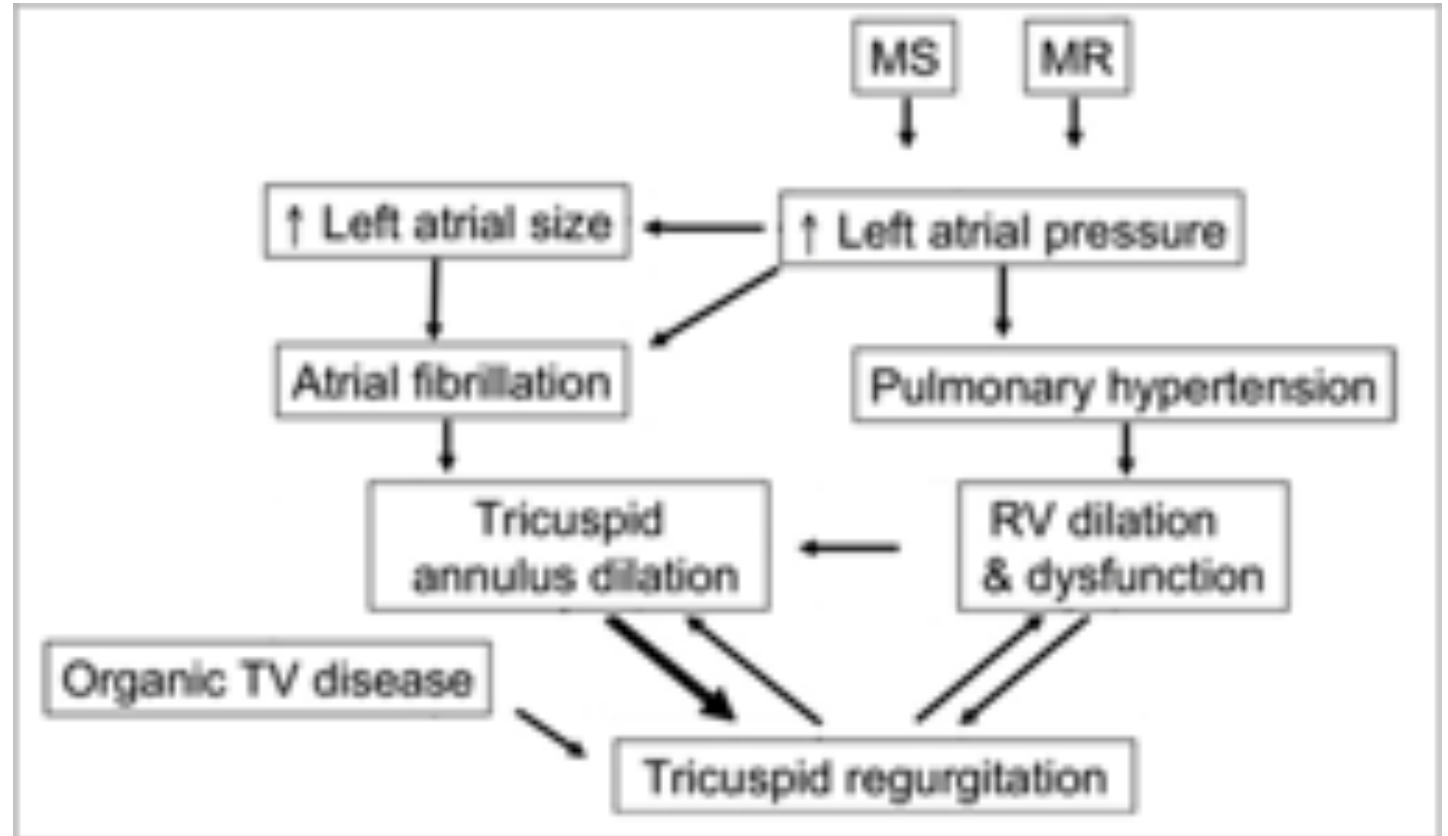 MS
MR
↑ Left atrial size
↑ Left atrial pressure
Atrial fibrillation
Pulmonary hypertension
Tricuspid
annulus dilation
RV dilation
& dysfunction
Organic TV disease
Tricuspid regurgitation